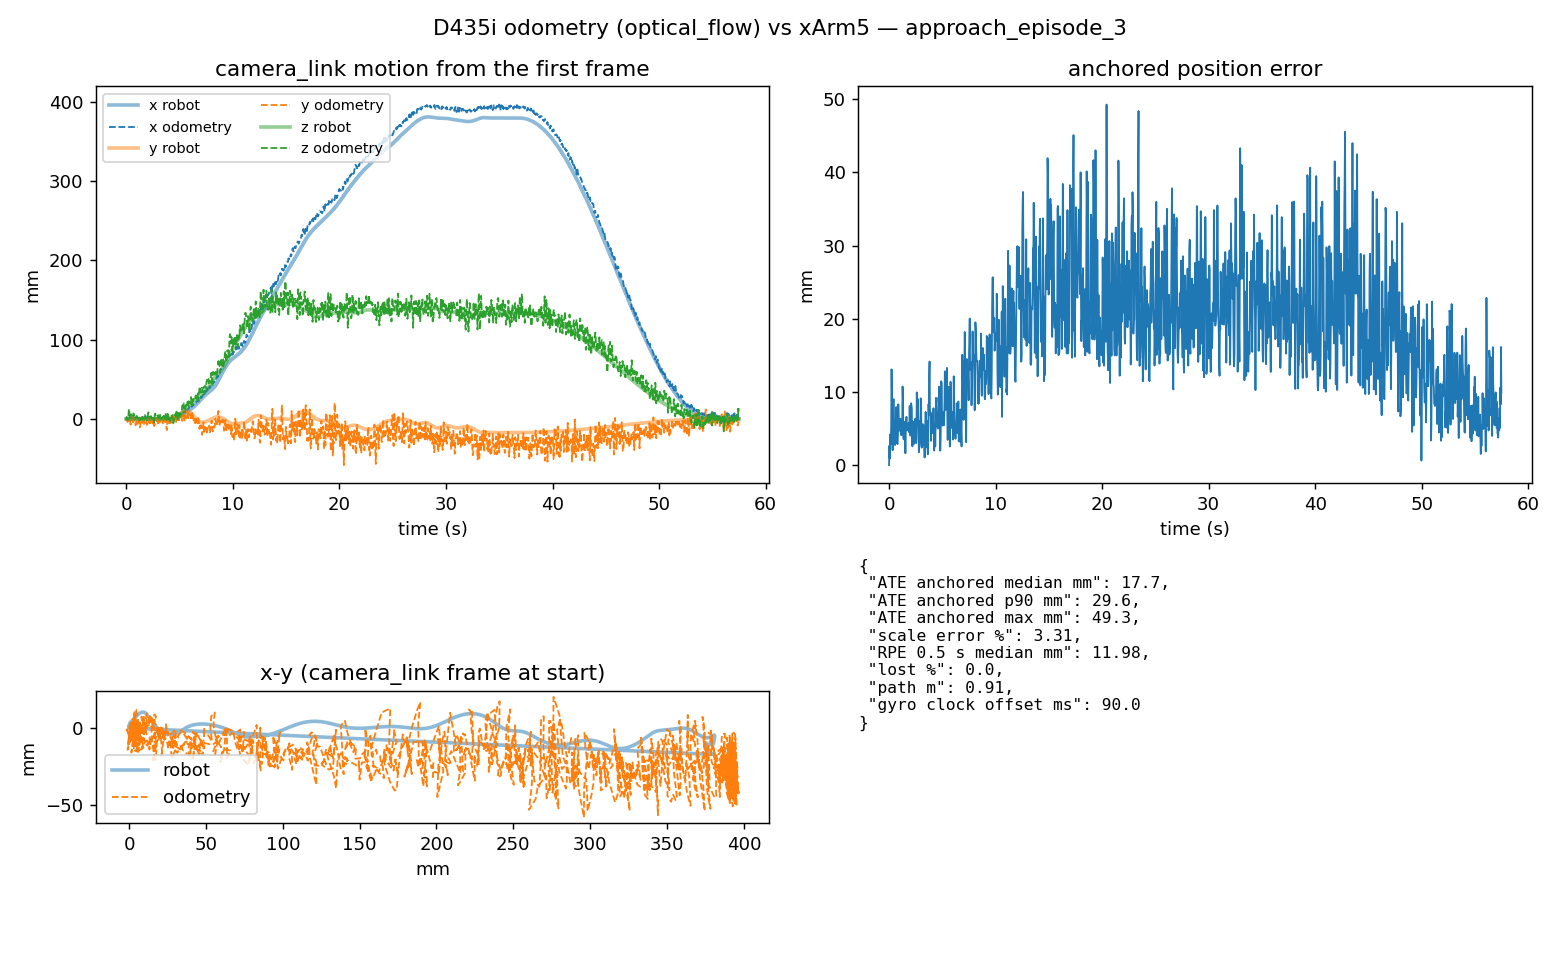 D435i odometry (optical_flow) vs xArm5 — approach_episode_3
camera_link motion from the first frame
x robot
x odometry
y robot
y odometry
z robot
z odometry
400
300
200
100
0
mm
0 10 20 30 40 50 60
time (s)
anchored position error
50
40
30
20
10
0
mm
0 10 20 30 40 50 60
time (s)
x-y (camera_link frame at start)
robot
odometry
0
−50
mm
0 50 100 150 200 250 300 350 400
mm
{
"ATE anchored median mm": 17.7,
"ATE anchored p90 mm": 29.6,
"ATE anchored max mm": 49.3,
"scale error %": 3.31,
"RPE 0.5 s median mm": 11.98,
"lost %": 0.0,
"path m": 0.91,
"gyro clock offset ms": 90.0
}